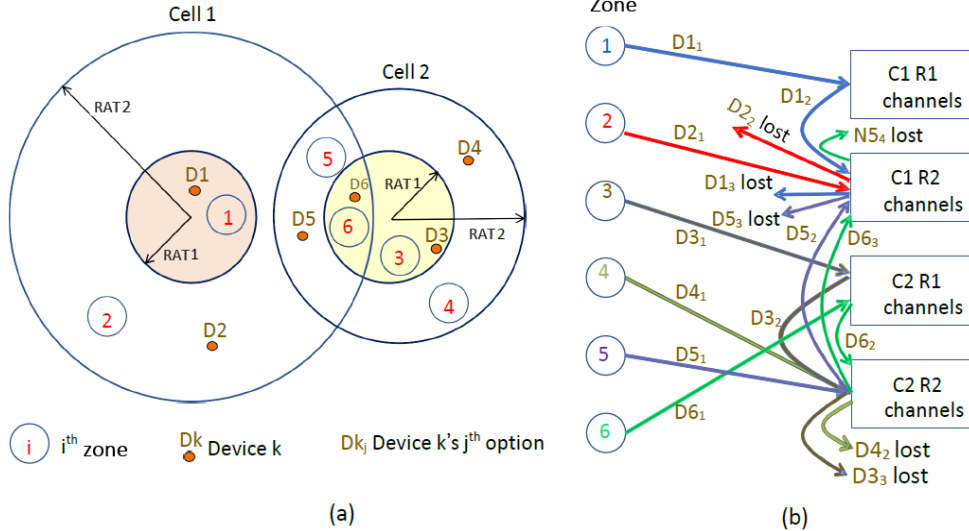 Cell 1
Cell 2
RAT2
D1
1
RAT1
5
D4
D6
RAT1
D5
6
RAT2
D3
3
2
D2
4
i
iᵗʰ zone
Dk
Device k
Dkⱼ Device k's jᵗʰ option
(a)
Zone
1
D1₁
C1 R1
channels
D1₂
2
D2₁
D2₂ lost
N5₄ lost
C1 R2
channels
D1₃ lost
D5₃ lost
D5₂
D6₃
3
D3₁
C2 R1
channels
4
D4₁
D3₂
D6₂
5
D5₁
C2 R2
channels
6
D6₁
D4₂ lost
D3₃ lost
(b)